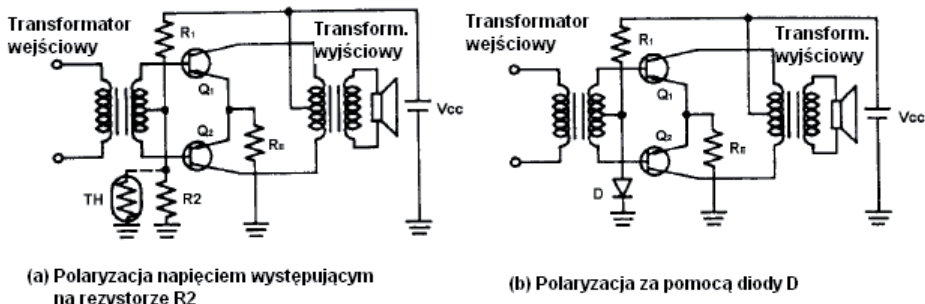 Transformator
wejściowy
R1
Transform.
wyjściowy
Q1
Q2
RE
Vcc
TH
R2
(a) Polaryzacja napięciem występującym
na rezystorze R2
Transformator
wejściowy
R1
Transform.
wyjściowy
Q1
Q2
RE
Vcc
D
(b) Polaryzacja za pomocą diody D